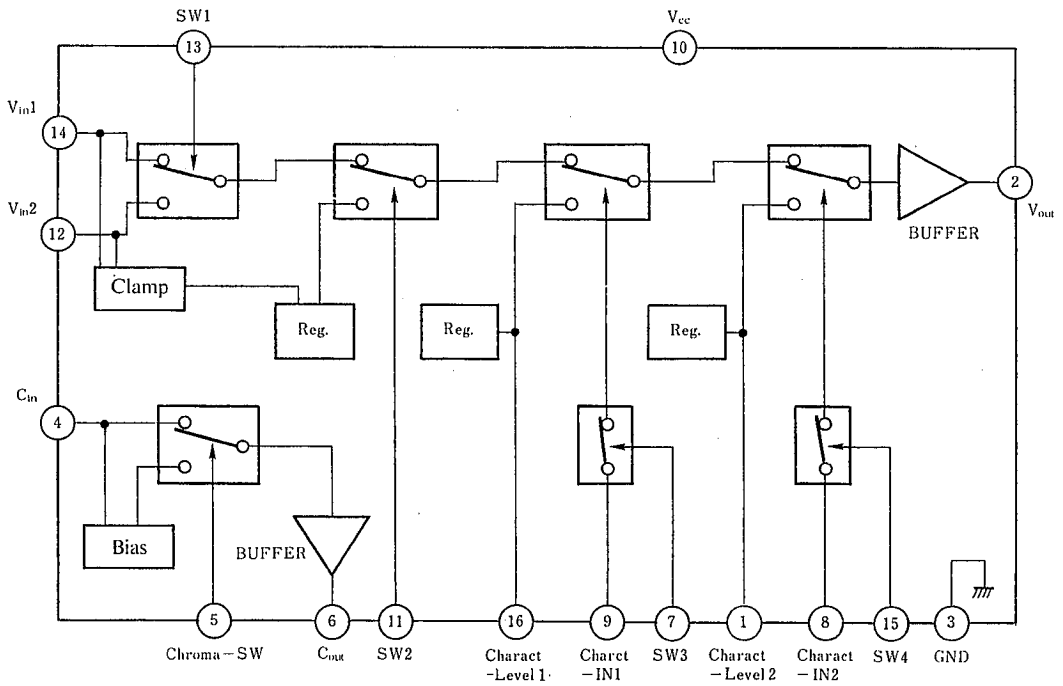 SW1
13
Vcc
10
Vin1
14
Vin2
12
2
Vout
BUFFER
Clamp
Reg.
Reg.
Reg.
Cin
4
Bias
BUFFER
5
6
11
16
9
7
1
8
15
3
Chroma-SW
Cout
SW2
Charact
-Level 1
Charct
-IN1
SW3
Charact
-Level 2
Charact
-IN2
SW4
GND